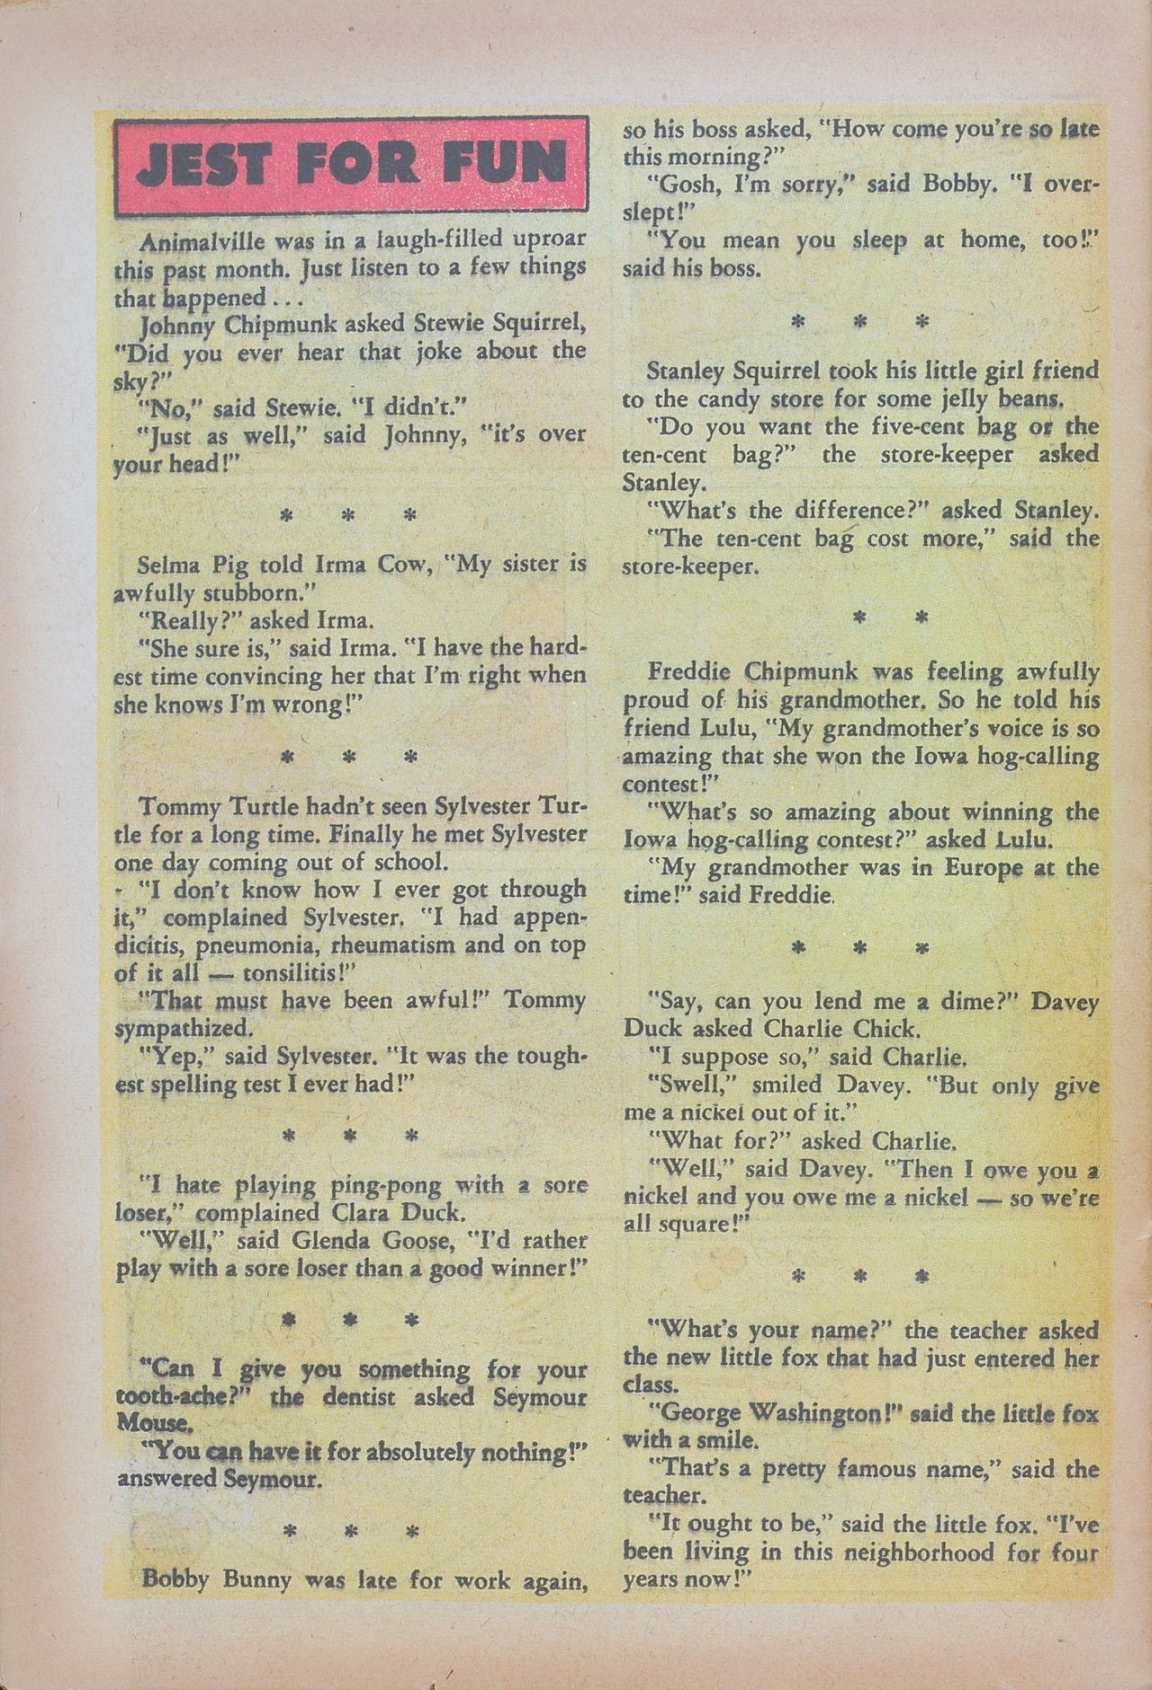 JEST FOR FUN
Animalville was in a laugh-filled uproar
this past month. Just listen to a few things
that happened . . .
Johnny Chipmunk asked Stewie Squirrel,
"Did you ever hear that joke about the
sky?"
"No," said Stewie. "I didn't."
"Just as well," said Johnny, "it's over
your head!"
* * *
Selma Pig told Irma Cow, "My sister is
awfully stubborn."
"Really?" asked Irma.
"She sure is," said Irma. "I have the hard-
est time convincing her that I'm right when
she knows I'm wrong!"
* * *
Tommy Turtle hadn't seen Sylvester Tur-
tle for a long time. Finally he met Sylvester
one day coming out of school.
"I don't know how I ever got through
it," complained Sylvester. "I had appen-
dicitis, pneumonia, rheumatism and on top
of it all — tonsilitis!"
"That must have been awful!" Tommy
sympathized.
"Yep," said Sylvester. "It was the tough-
est spelling test I ever had!"
* * *
"I hate playing ping-pong with a sore
loser," complained Clara Duck.
"Well," said Glenda Goose, "I'd rather
play with a sore loser than a good winner!"
* * *
"Can I give you something for your
tooth-ache?" the dentist asked Seymour
Mouse.
"You can have it for absolutely nothing!"
answered Seymour.
* * *
Bobby Bunny was late for work again,
so his boss asked, "How come you're so late
this morning?"
"Gosh, I'm sorry," said Bobby. "I over-
slept!"
"You mean you sleep at home, too!"
said his boss.
* * *
Stanley Squirrel took his little girl friend
to the candy store for some jelly beans.
"Do you want the five-cent bag or the
ten-cent bag?" the store-keeper asked
Stanley.
"What's the difference?" asked Stanley.
"The ten-cent bag cost more," said the
store-keeper.
* *
Freddie Chipmunk was feeling awfully
proud of his grandmother. So he told his
friend Lulu, "My grandmother's voice is so
amazing that she won the Iowa hog-calling
contest!"
"What's so amazing about winning the
Iowa hog-calling contest?" asked Lulu.
"My grandmother was in Europe at the
time!" said Freddie.
* * *
"Say, can you lend me a dime?" Davey
Duck asked Charlie Chick.
"I suppose so," said Charlie.
"Swell," smiled Davey. "But only give
me a nickel out of it."
"What for?" asked Charlie.
"Well," said Davey. "Then I owe you a
nickel and you owe me a nickel — so we're
all square!"
* * *
"What's your name?" the teacher asked
the new little fox that had just entered her
class.
"George Washington!" said the little fox
with a smile.
"That's a pretty famous name," said the
teacher.
"It ought to be," said the little fox. "I've
been living in this neighborhood for four
years now!"